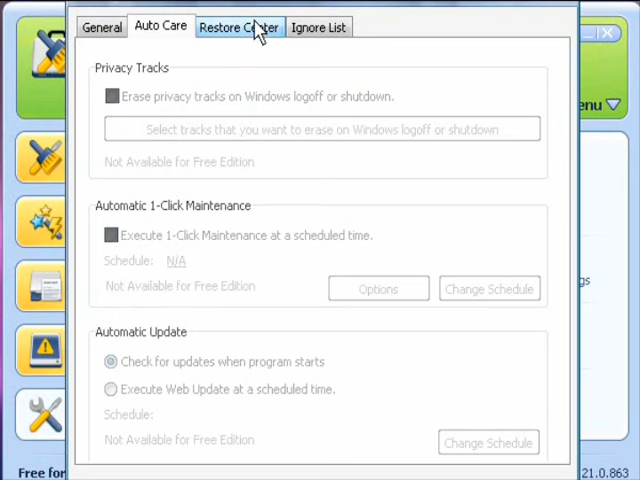 General
Auto Care
Restore Center
Ignore List
enu
Privacy Tracks
Erase privacy tracks on Windows logoff or shutdown.
Select tracks that you want to erase on Windows logoff or shutdown
Not Available for Free Edition
Automatic 1-Click Maintenance
Execute 1-Click Maintenance at a scheduled time.
Schedule: N/A
gs
Not Available for Free Edition
Options
Change Schedule
Automatic Update
Check for updates when program starts
Execute Web Update at a scheduled time.
Schedule:
Not Available for Free Edition
Change Schedule
Free for
21.0.863